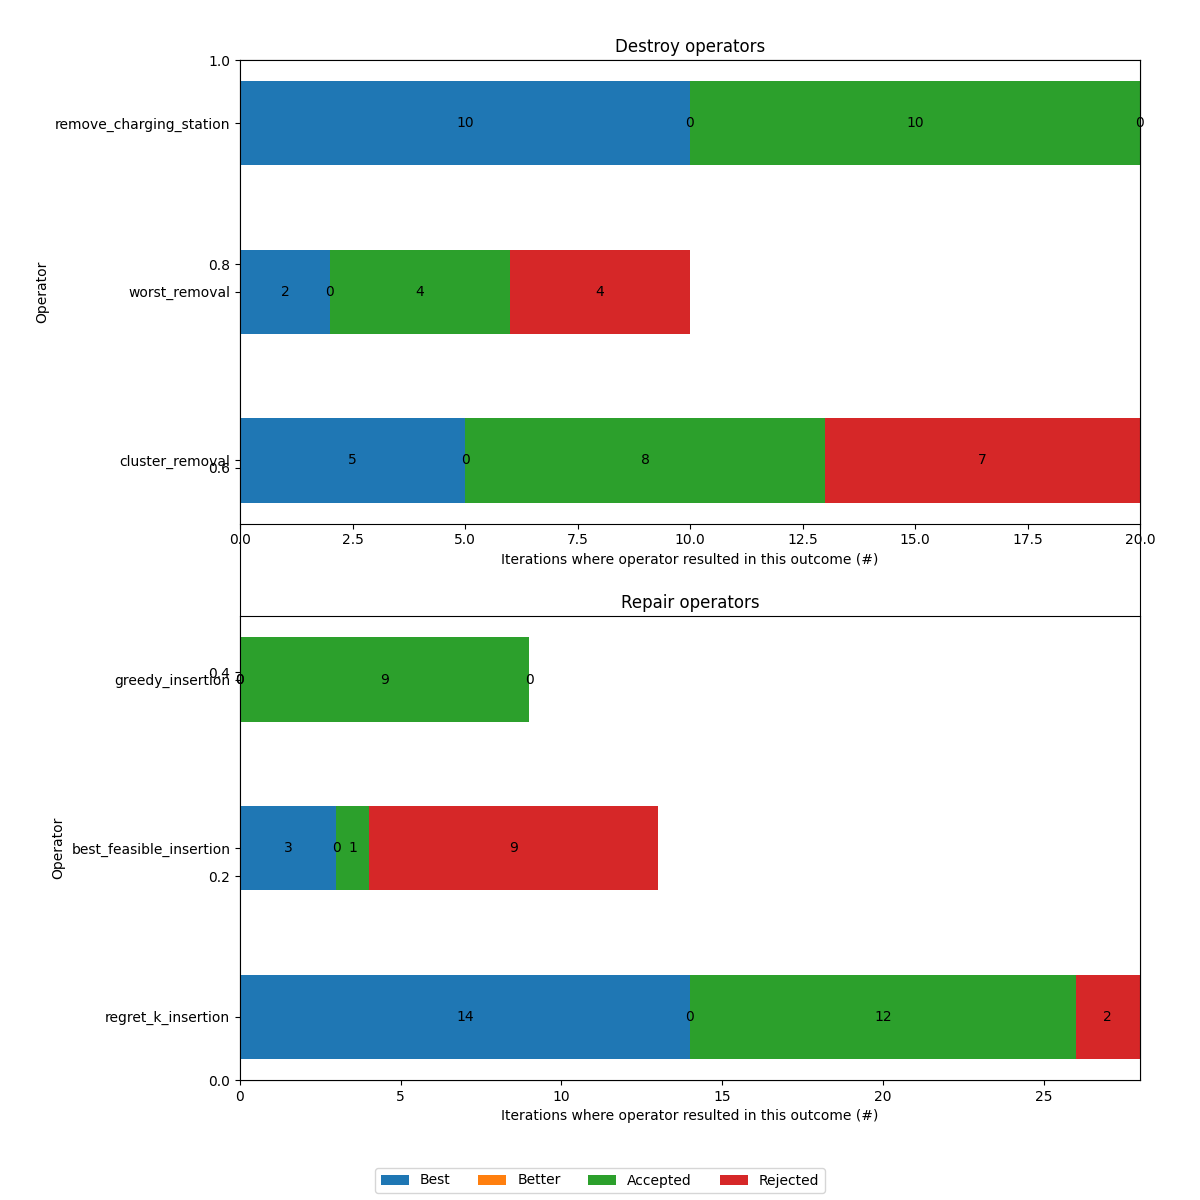 Destroy operators
1.0
remove_charging_station 10 0 10 0
0.8
worst_removal 2 0 4 4
Operator
cluster_removal 5 0 8 7
0.6
0.0 2.5 5.0 7.5 10.0 12.5 15.0 17.5 20.0
Iterations where operator resulted in this outcome (#)
Repair operators
0.4
greedy_insertion 0 0 9 0
Operator
best_feasible_insertion 3 0 1 9
0.2
regret_k_insertion 14 0 12 2
0.0
0 5 10 15 20 25
Iterations where operator resulted in this outcome (#)
Best Better Accepted Rejected